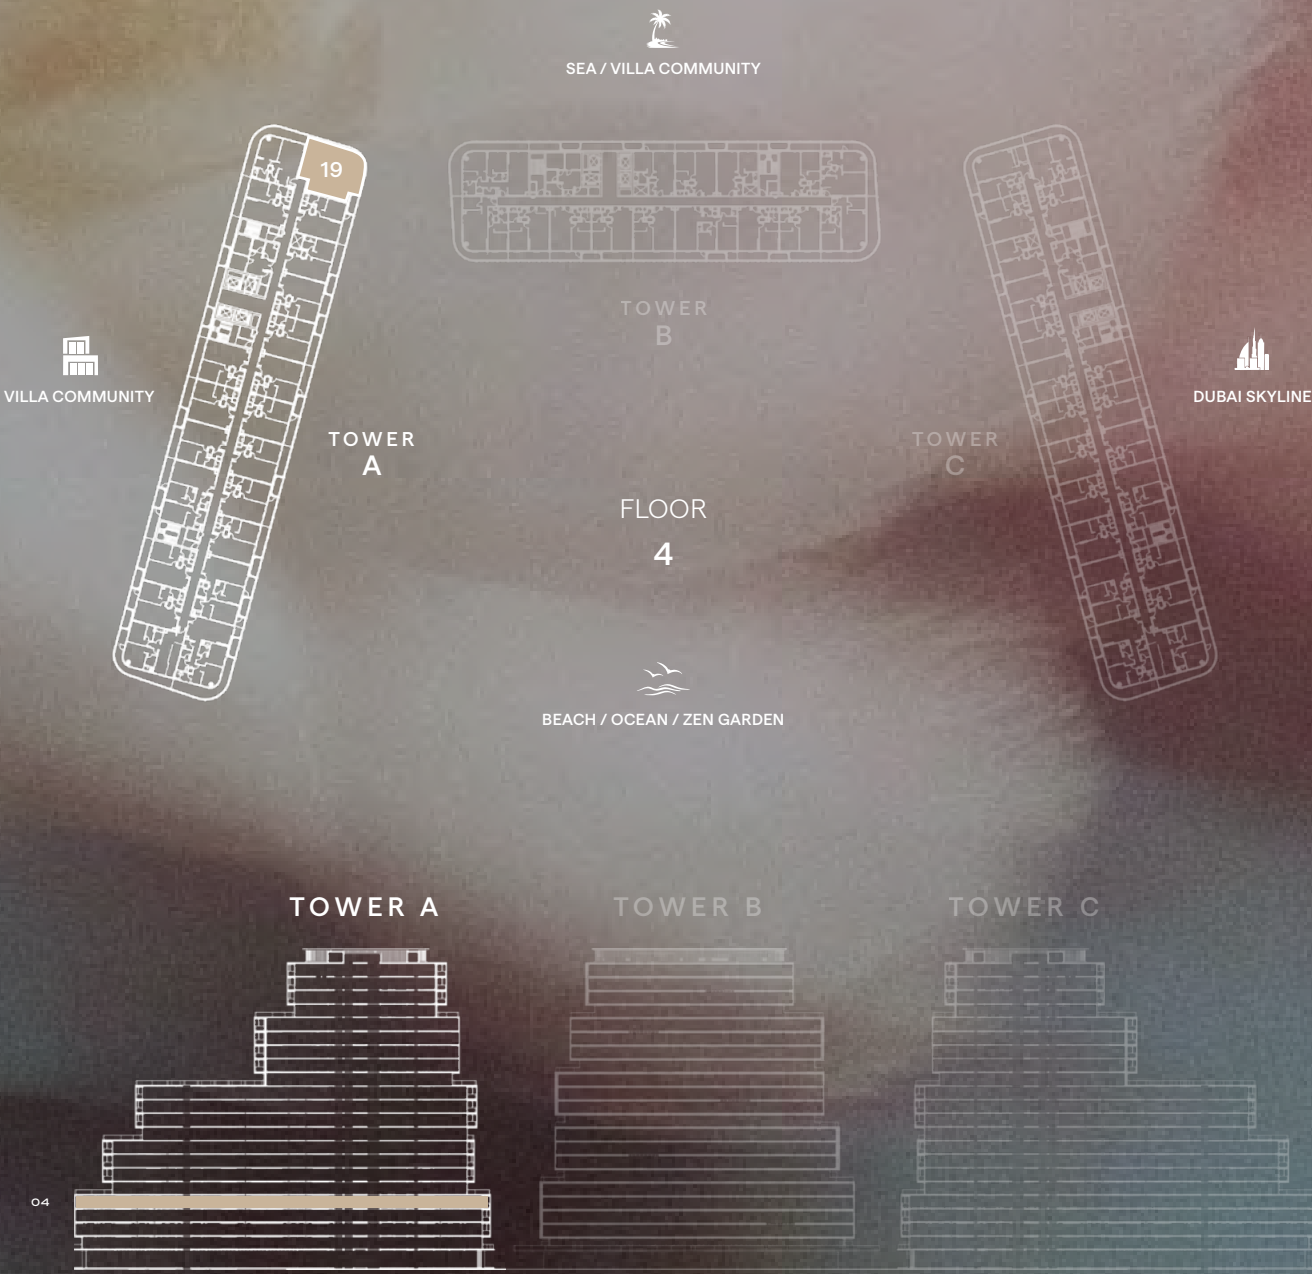 SEA / VILLA COMMUNITY
19
TOWER
B
VILLA COMMUNITY
DUBAI SKYLINE
TOWER
A
TOWER
C
FLOOR
4
BEACH / OCEAN / ZEN GARDEN
TOWER A
TOWER B
TOWER C
04